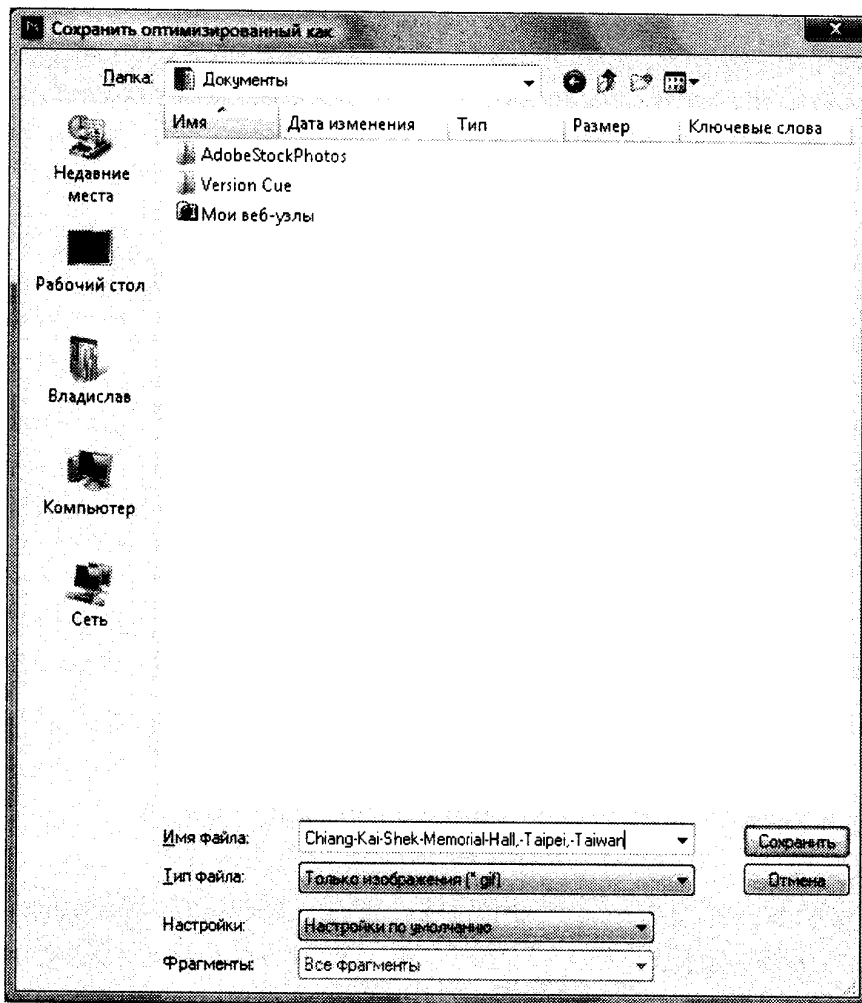 Сохранить оптимизированный как
Папка: Документы
Имя Дата изменения Тип Размер Ключевые слова
AdobeStockPhotos
Version Cue
Мои веб-узлы
Недавние
места
Рабочий стол
Владислав
Компьютер
Сеть
Имя файла: Chiang-Kai-Shek-Memorial-Hall,-Taipei,-Taiwan Сохранить
Тип файла: Только изображения (*.gif) Отмена
Настройки: Настройки по умолчанию
Фрагменты: Все фрагменты